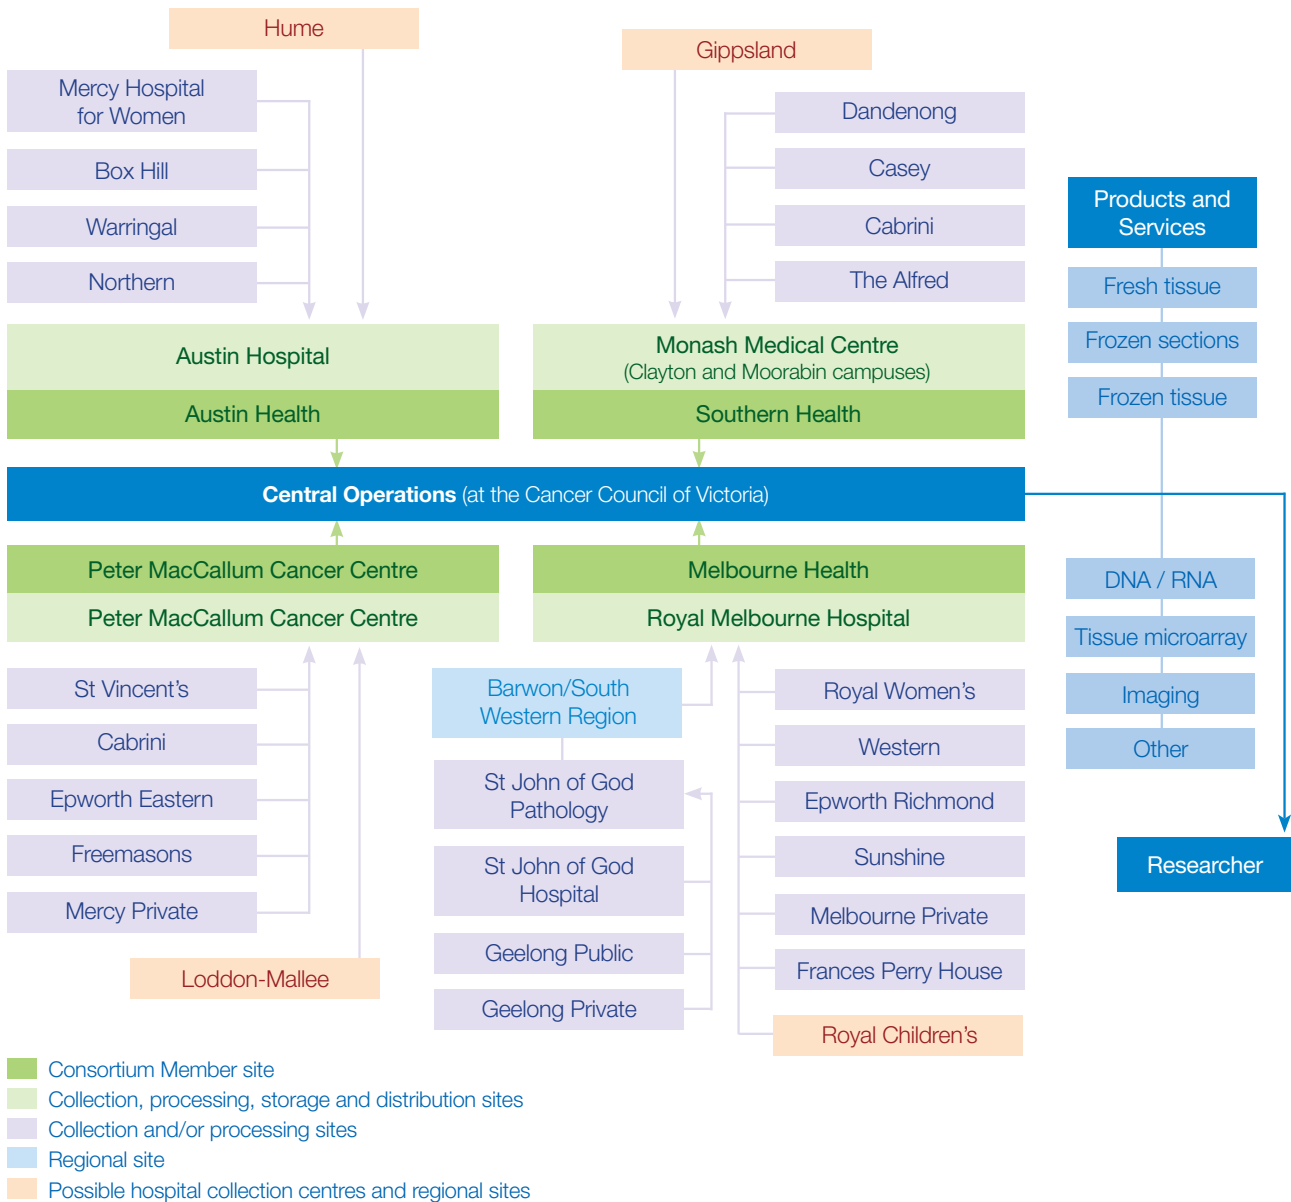 Hume
Gippsland
Mercy Hospital
for Women
Box Hill
Warringal
Northern
Dandenong
Casey
Cabrini
The Alfred
Products and
Services
Fresh tissue
Frozen sections
Frozen tissue
Austin Hospital
Austin Health
Monash Medical Centre
(Clayton and Moorabin campuses)
Southern Health
Central Operations (at the Cancer Council of Victoria)
Peter MacCallum Cancer Centre
Peter MacCallum Cancer Centre
Melbourne Health
Royal Melbourne Hospital
DNA / RNA
Tissue microarray
Imaging
Other
Researcher
St Vincent's
Cabrini
Epworth Eastern
Freemasons
Mercy Private
Loddon-Mallee
Barwon/South
Western Region
St John of God
Pathology
St John of God
Hospital
Geelong Public
Geelong Private
Royal Women's
Western
Epworth Richmond
Sunshine
Melbourne Private
Frances Perry House
Royal Children's
Consortium Member site
Collection, processing, storage and distribution sites
Collection and/or processing sites
Regional site
Possible hospital collection centres and regional sites